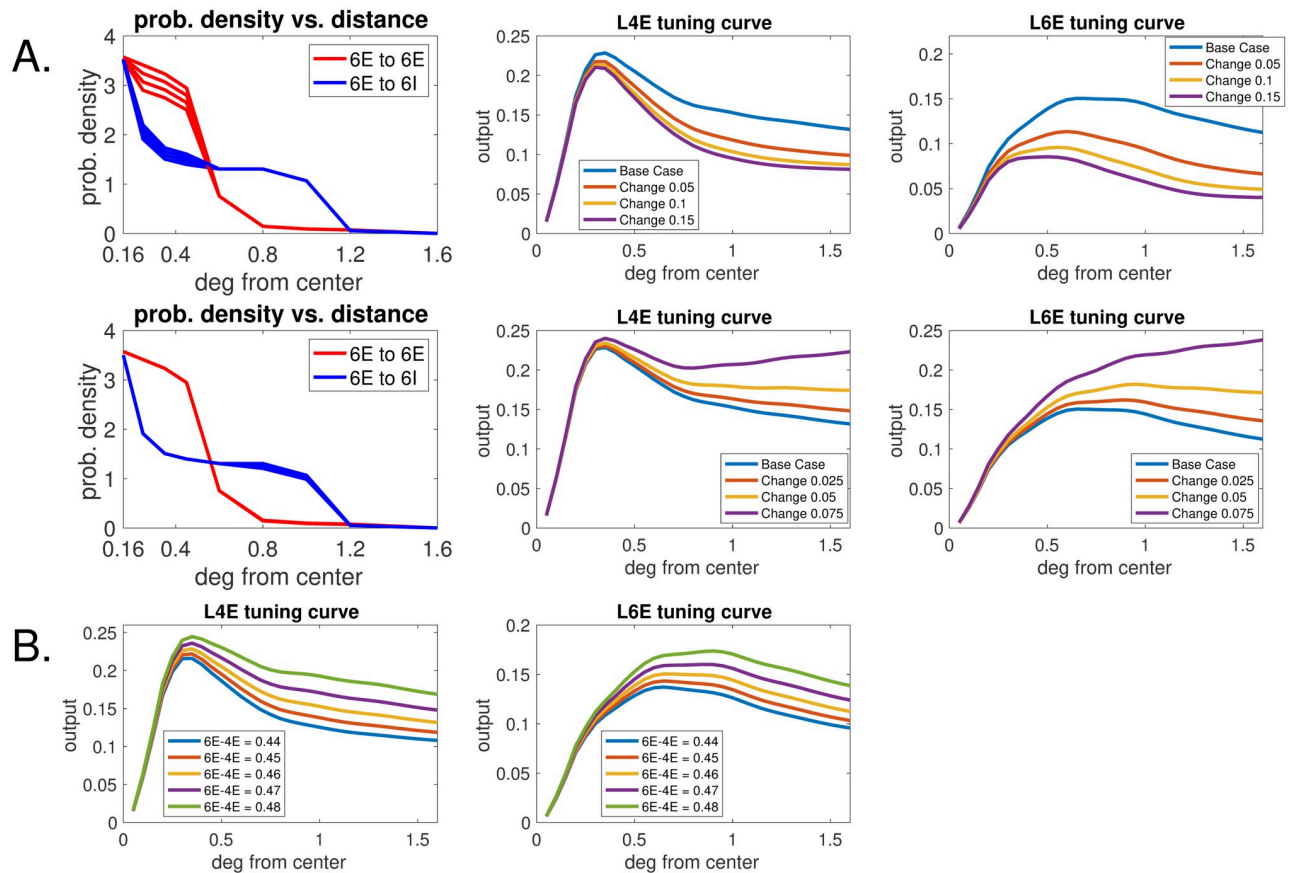 A.
prob. density vs. distance
4
3
2
1
0
prob. density
6E to 6E
6E to 6I
0.16 0.4 0.8 1.2 1.6
deg from center
L4E tuning curve
0.25
0.2
0.15
0.1
0.05
0
output
Base Case
Change 0.05
Change 0.1
Change 0.15
0 0.5 1 1.5
deg from center
L6E tuning curve
0.2
0.15
0.1
0.05
0
output
Base Case
Change 0.05
Change 0.1
Change 0.15
0 0.5 1 1.5
deg from center
prob. density vs. distance
4
3
2
1
0
prob. density
6E to 6E
6E to 6I
0.16 0.4 0.8 1.2 1.6
deg from center
L4E tuning curve
0.25
0.2
0.15
0.1
0.05
0
output
Base Case
Change 0.025
Change 0.05
Change 0.075
0 0.5 1 1.5
deg from center
L6E tuning curve
0.25
0.2
0.15
0.1
0.05
0
output
Base Case
Change 0.025
Change 0.05
Change 0.075
0 0.5 1 1.5
deg from center
B.
L4E tuning curve
0.25
0.2
0.15
0.1
0.05
0
output
6E-4E = 0.44
6E-4E = 0.45
6E-4E = 0.46
6E-4E = 0.47
6E-4E = 0.48
0 0.5 1 1.5
deg from center
L6E tuning curve
0.2
0.15
0.1
0.05
0
output
6E-4E = 0.44
6E-4E = 0.45
6E-4E = 0.46
6E-4E = 0.47
6E-4E = 0.48
0 0.5 1 1.5
deg from center